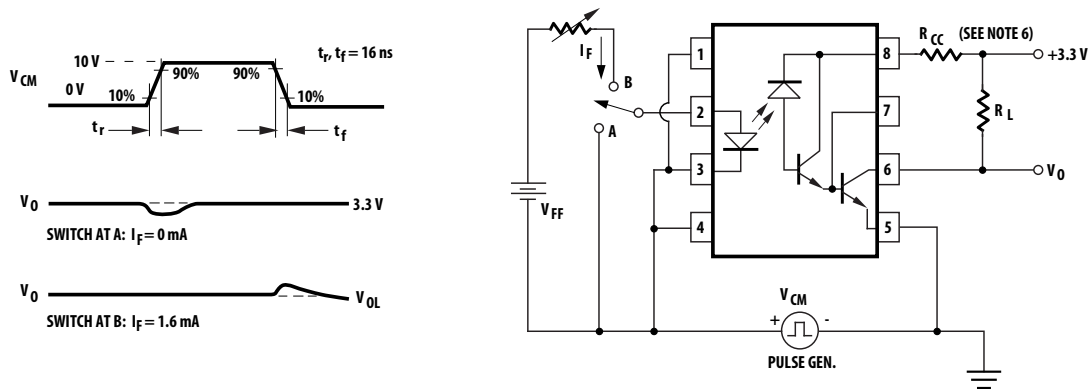 10 V
t r, t f = 16 ns
V CM
90% 90%
0 V
10% 10%
t r t f
V O 3.3 V
SWITCH AT A: I F = 0 mA
V O V OL
SWITCH AT B: I F = 1.6 mA
I F
B
A
V FF
1
2
3
4
8
7
6
5
R CC (SEE NOTE 6)
+3.3 V
R L
V O
V CM
+ -
PULSE GEN.